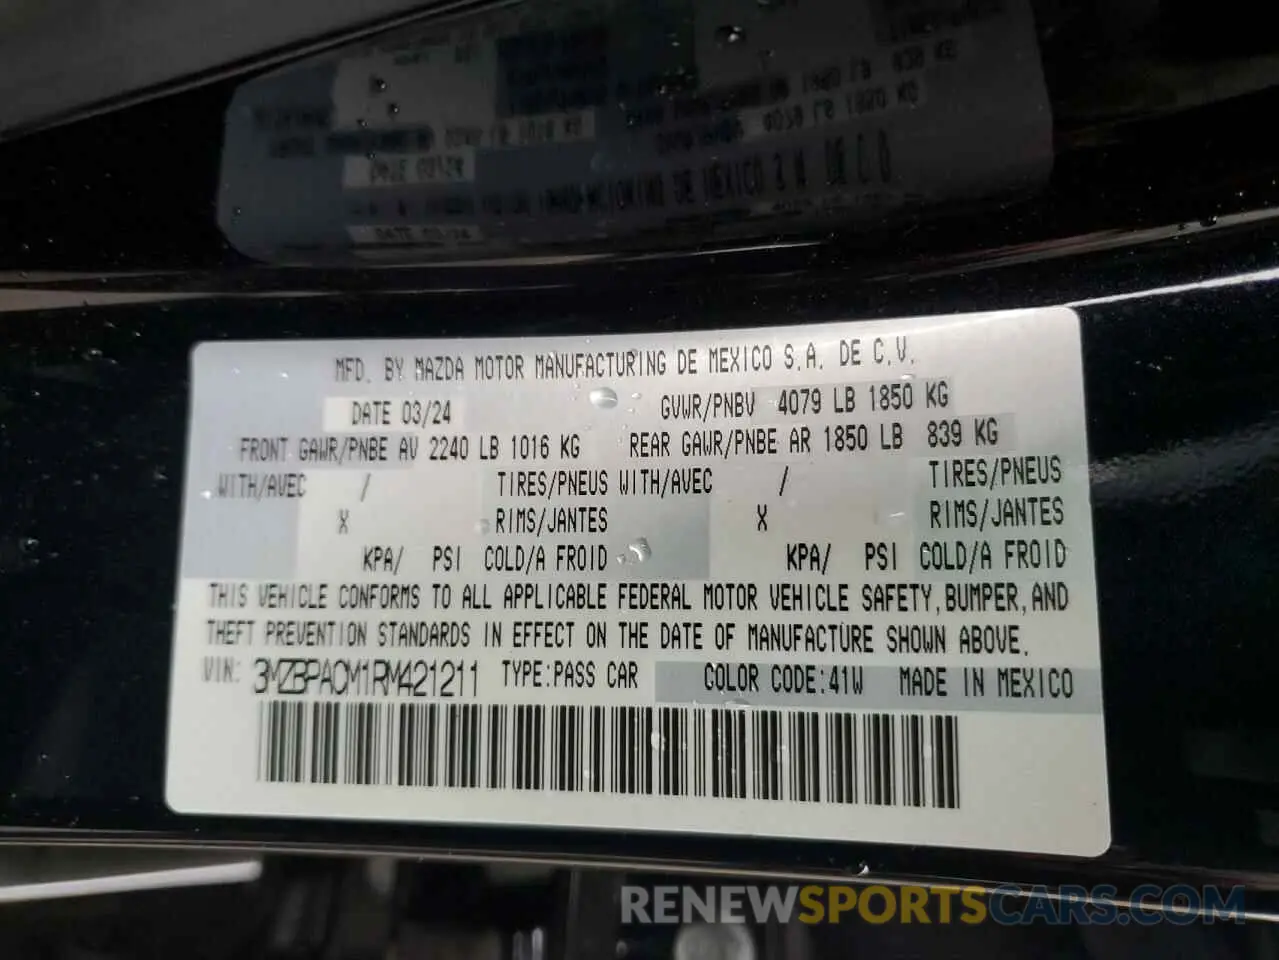 MFD. BY MAZDA MOTOR MANUFACTURING DE MEXICO S.A. DE C.V.
DATE 03/24 GVWR/PNBV 4079 LB 1850 KG
FRONT GAWR/PNBE AV 2240 LB 1016 KG REAR GAWR/PNBE AR 1850 LB 839 KG
WITH/AVEC / TIRES/PNEUS WITH/AVEC / TIRES/PNEUS
X RIMS/JANTES X RIMS/JANTES
KPA/ PSI COLD/A FROID KPA/ PSI COLD/A FROID
THIS VEHICLE CONFORMS TO ALL APPLICABLE FEDERAL MOTOR VEHICLE SAFETY, BUMPER, AND
THEFT PREVENTION STANDARDS IN EFFECT ON THE DATE OF MANUFACTURE SHOWN ABOVE.
VIN: 3MZBPACM1RM421211 TYPE:PASS CAR COLOR CODE:41W MADE IN MEXICO
RENEWSPORTSCARS.COM